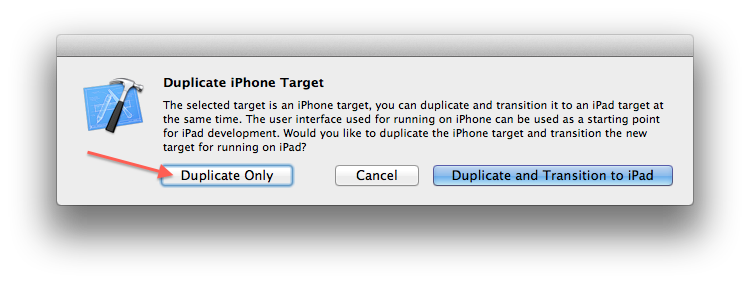 Duplicate iPhone Target
The selected target is an iPhone target, you can duplicate and transition it to an iPad target at
the same time. The user interface used for running on iPhone can be used as a starting point
for iPad development. Would you like to duplicate the iPhone target and transition the new
target for running on iPad?
Duplicate Only Cancel Duplicate and Transition to iPad